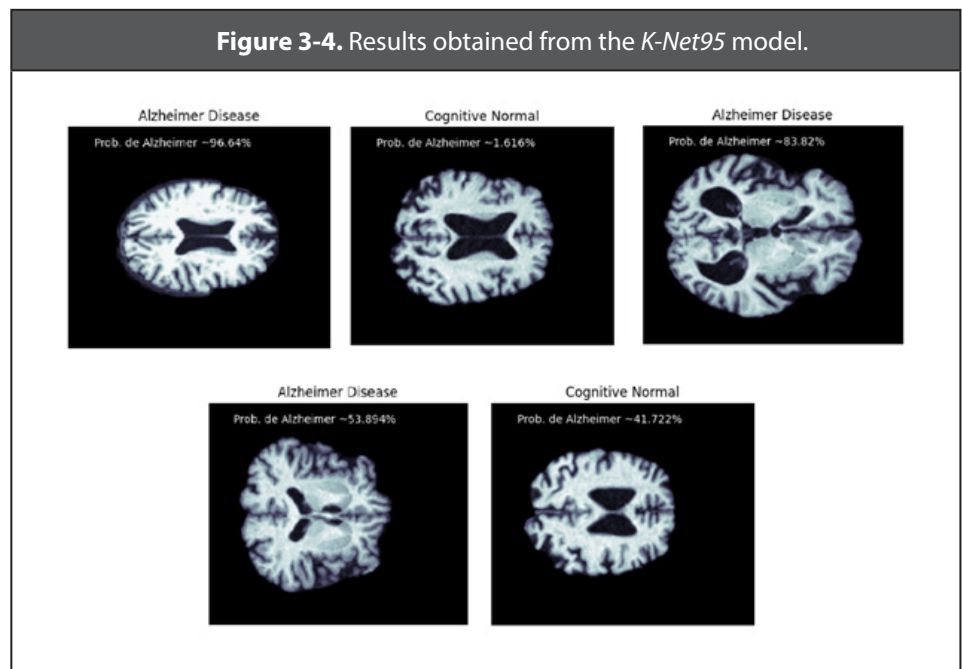 Figure 3-4. Results obtained from the K-Net95 model.
Alzheimer Disease
Prob. de Alzheimer ~96.64%
Cognitive Normal
Prob. de Alzheimer ~1.616%
Alzheimer Disease
Prob. de Alzheimer ~83.82%
Alzheimer Disease
Prob. de Alzheimer ~53.894%
Cognitive Normal
Prob. de Alzheimer ~41.722%